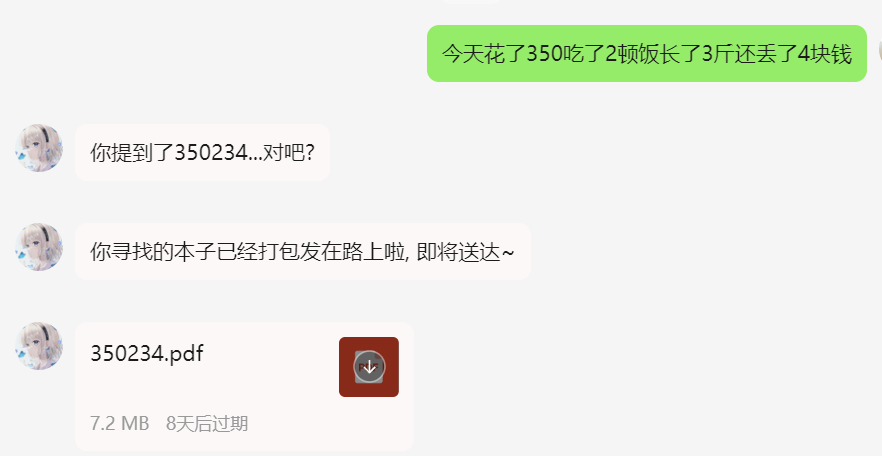 今天花了350吃了2顿饭长了3斤还丢了4块钱
你提到了350234...对吧?
你寻找的本子已经打包发在路上啦, 即将送达~
350234.pdf
7.2 MB 8天后过期